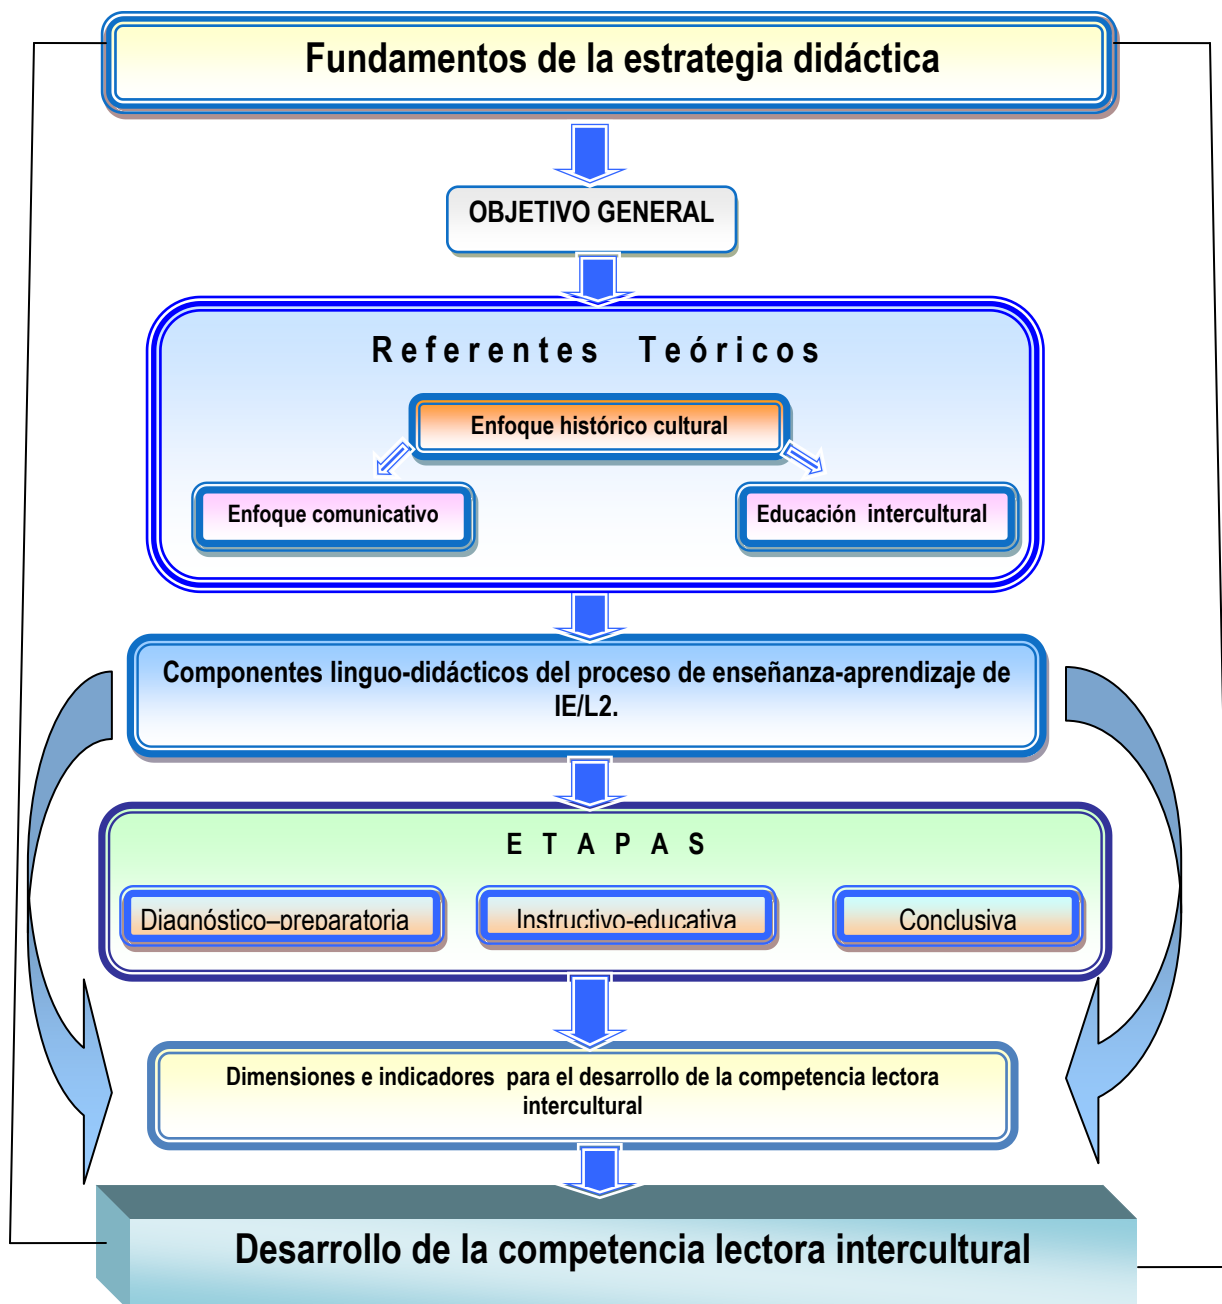 Fundamentos de la estrategia didáctica
OBJETIVO GENERAL
Referentes Teóricos
Enfoque histórico cultural
Enfoque comunicativo
Educación intercultural
Componentes linguo-didácticos del proceso de enseñanza-aprendizaje de
IE/L2.
E T A P A S
Diagnóstico–preparatoria
Instructivo-educativa
Conclusiva
Dimensiones e indicadores para el desarrollo de la competencia lectora
intercultural
Desarrollo de la competencia lectora intercultural